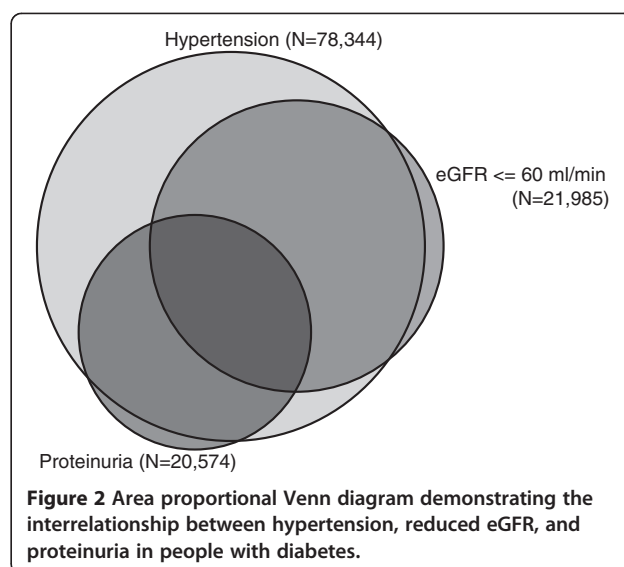 Hypertension (N=78,344)
eGFR <= 60 ml/min
(N=21,985)
Proteinuria (N=20,574)
Figure 2 Area proportional Venn diagram demonstrating the
interrelationship between hypertension, reduced eGFR, and
proteinuria in people with diabetes.